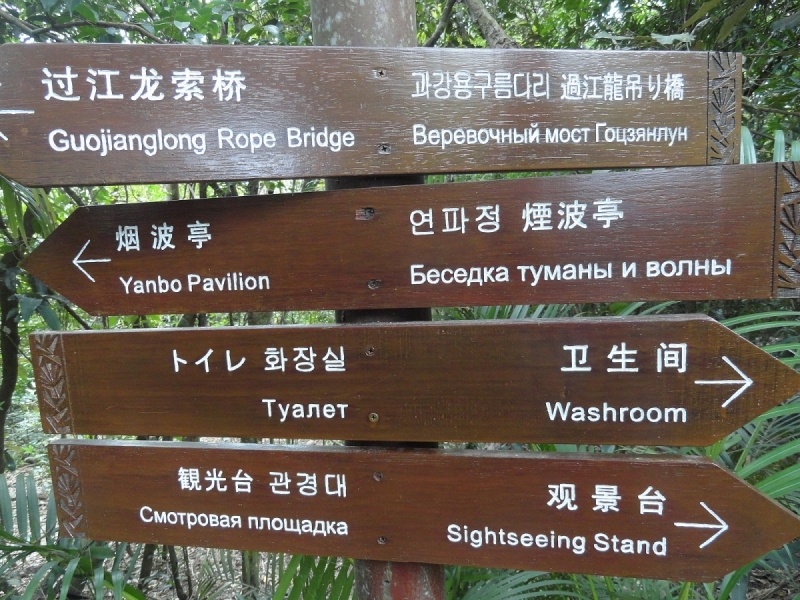 过江龙索桥
Guojianglong Rope Bridge
과강용구름다리 過江龍吊り橋
Веревочный мост Гоцзянлун
烟波亭
Yanbo Pavilion
연파정 煙波亭
Беседка туманы и волны
トイレ 화장실
Туалет
卫生间
Washroom
観光台 관경대
Смотровая площадка
观景台
Sightseeing Stand